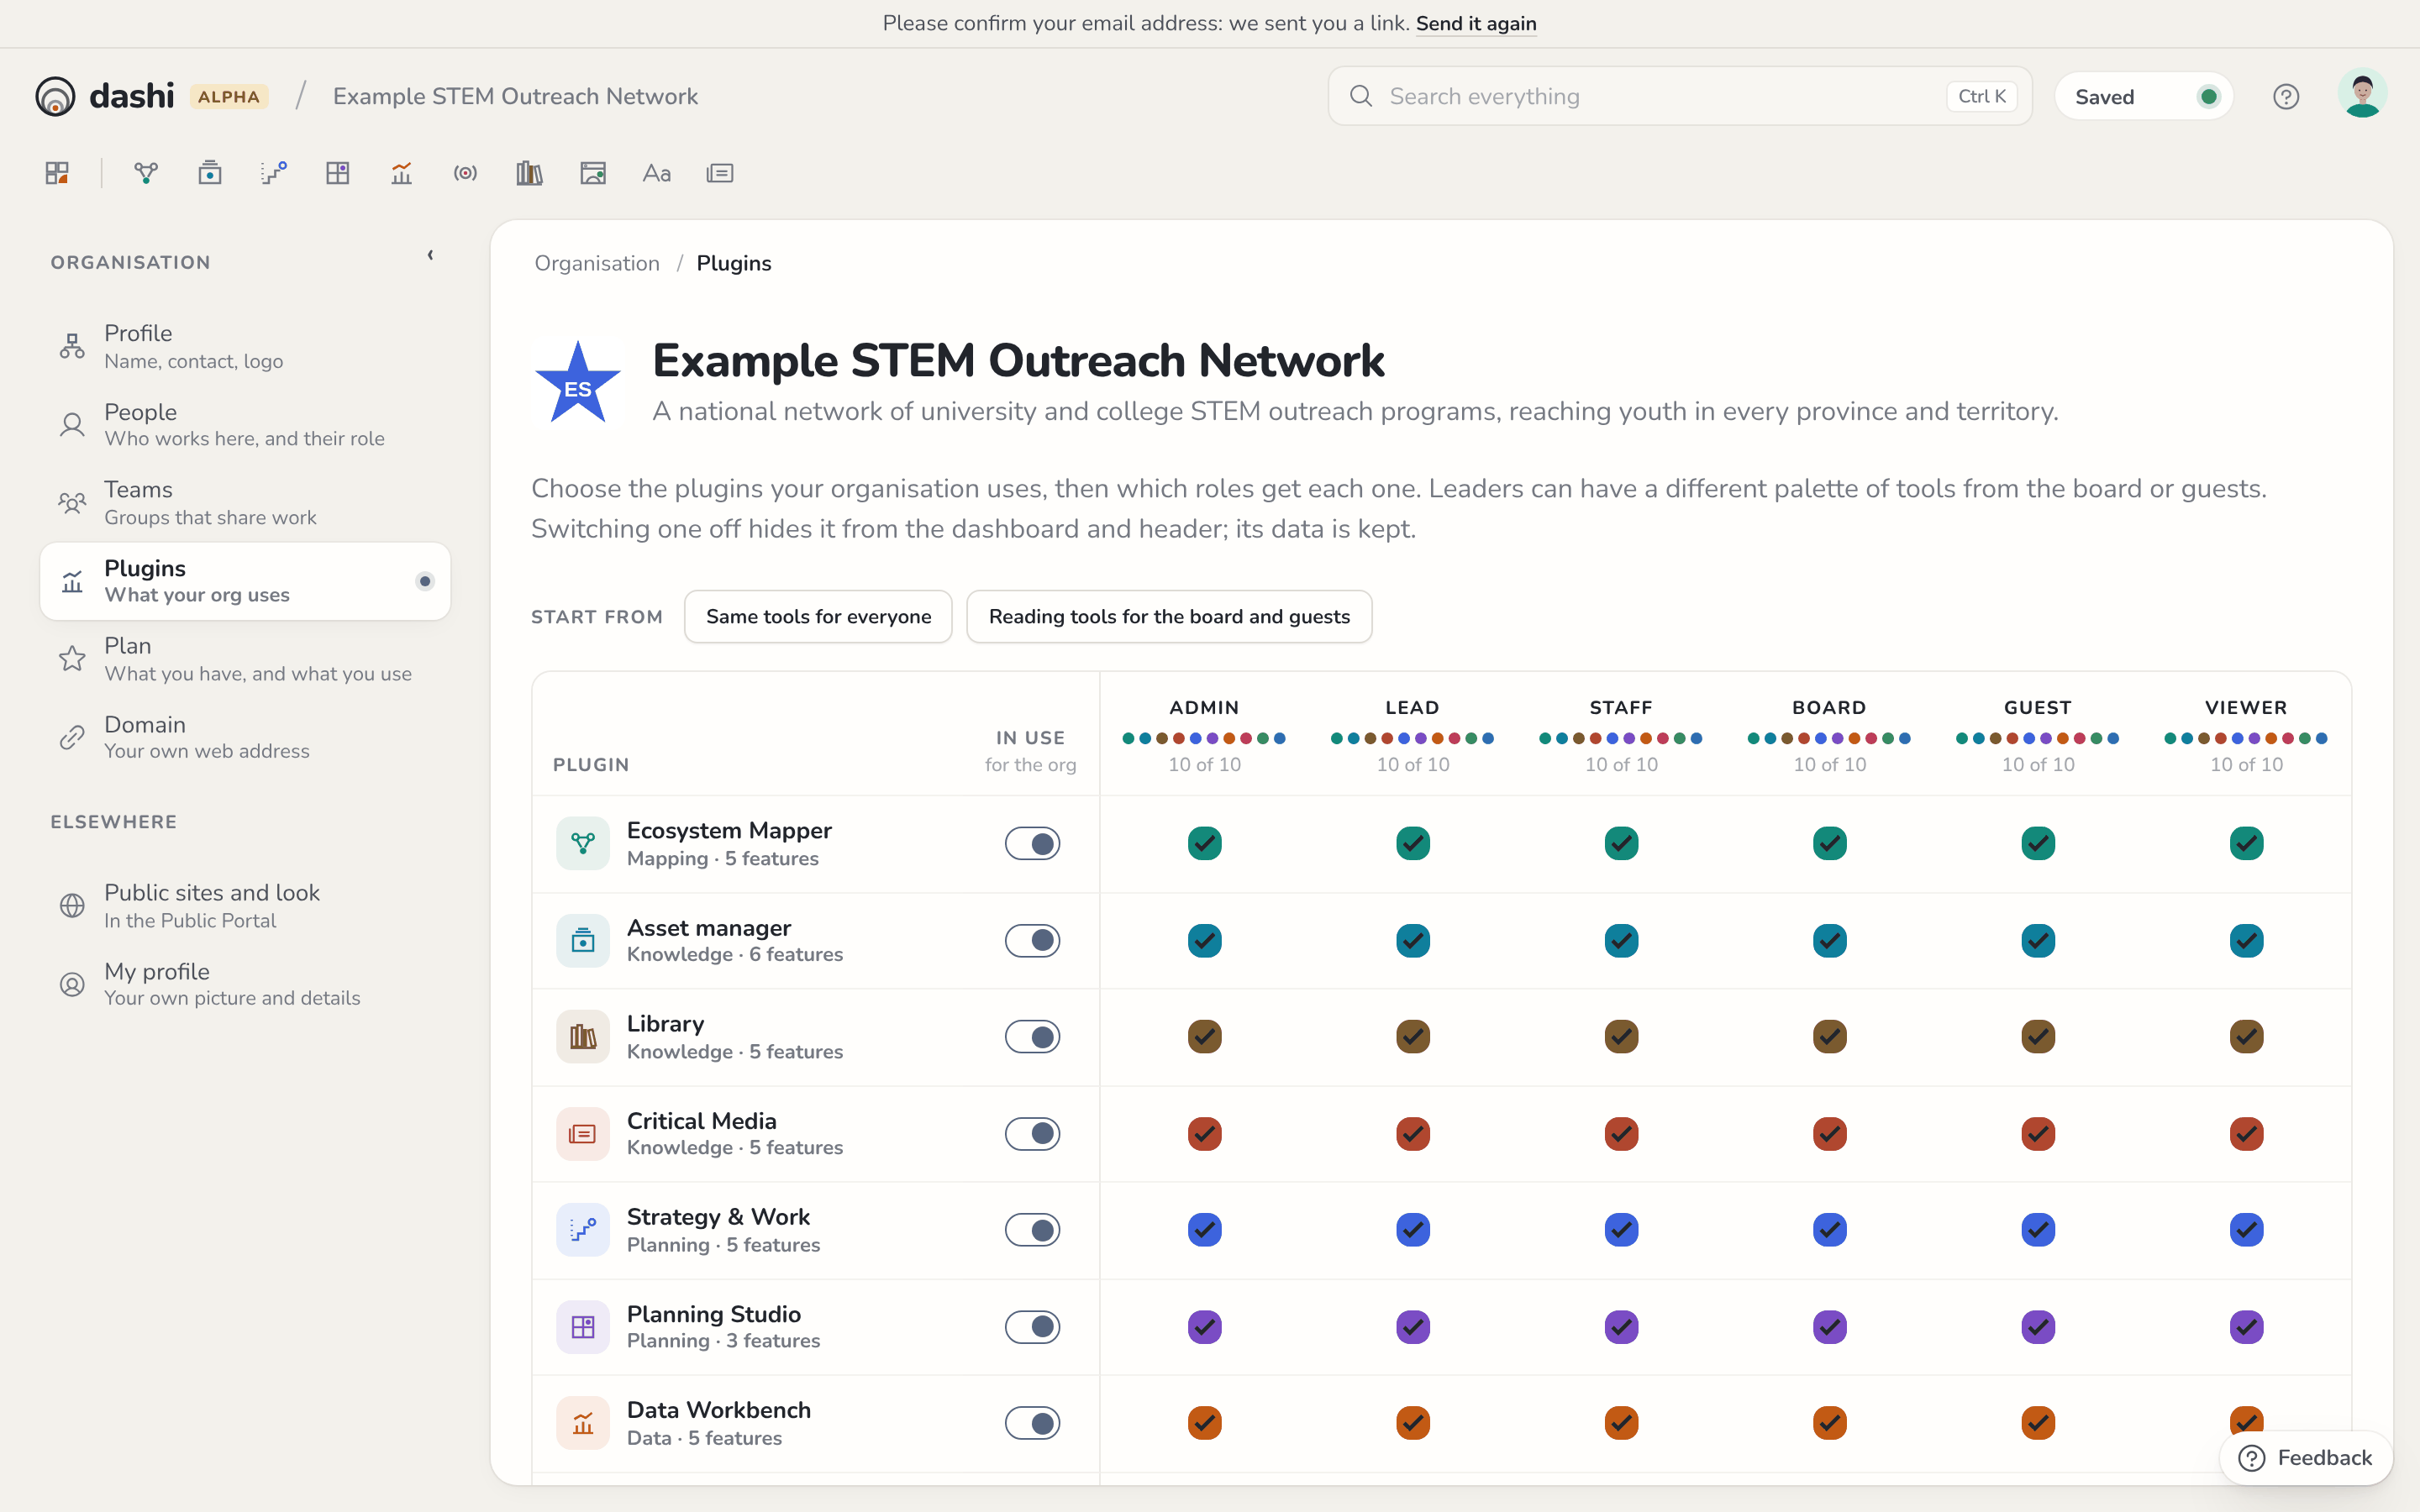 Please confirm your email address: we sent you a link. Send it again
dashi ALPHA / Example STEM Outreach Network
Search everything Ctrl K
Saved
Aa
ORGANISATION
Profile
Name, contact, logo
People
Who works here, and their role
Teams
Groups that share work
Plugins
What your org uses
Plan
What you have, and what you use
Domain
Your own web address
ELSEWHERE
Public sites and look
In the Public Portal
My profile
Your own picture and details
Organisation / Plugins
ES
Example STEM Outreach Network
A national network of university and college STEM outreach programs, reaching youth in every province and territory.
Choose the plugins your organisation uses, then which roles get each one. Leaders can have a different palette of tools from the board or guests.
Switching one off hides it from the dashboard and header; its data is kept.
START FROM Same tools for everyone Reading tools for the board and guests
PLUGIN
IN USE
for the org
ADMIN LEAD STAFF BOARD GUEST VIEWER
10 of 10 10 of 10 10 of 10 10 of 10 10 of 10 10 of 10
Ecosystem Mapper
Mapping · 5 features
Asset manager
Knowledge · 6 features
Library
Knowledge · 5 features
Critical Media
Knowledge · 5 features
Strategy & Work
Planning · 5 features
Planning Studio
Planning · 3 features
Data Workbench
Data · 5 features
Feedback